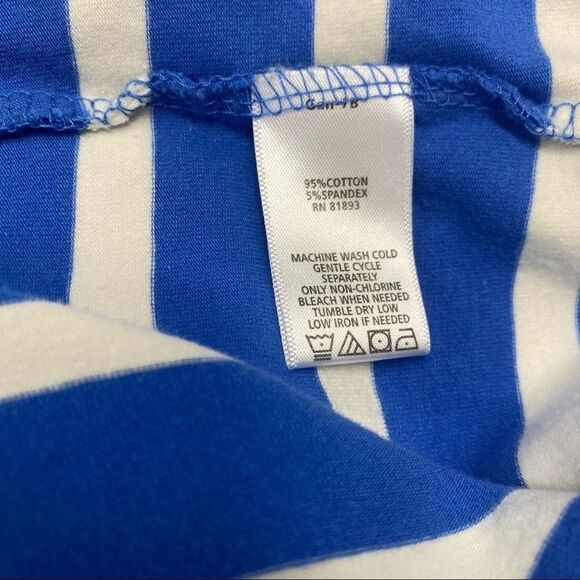 95%COTTON
5%SPANDEX
RN 81893
MACHINE WASH COLD
GENTLE CYCLE
SEPARATELY
ONLY NON-CHLORINE
BLEACH WHEN NEEDED
TUMBLE DRY LOW
LOW IRON IF NEEDED